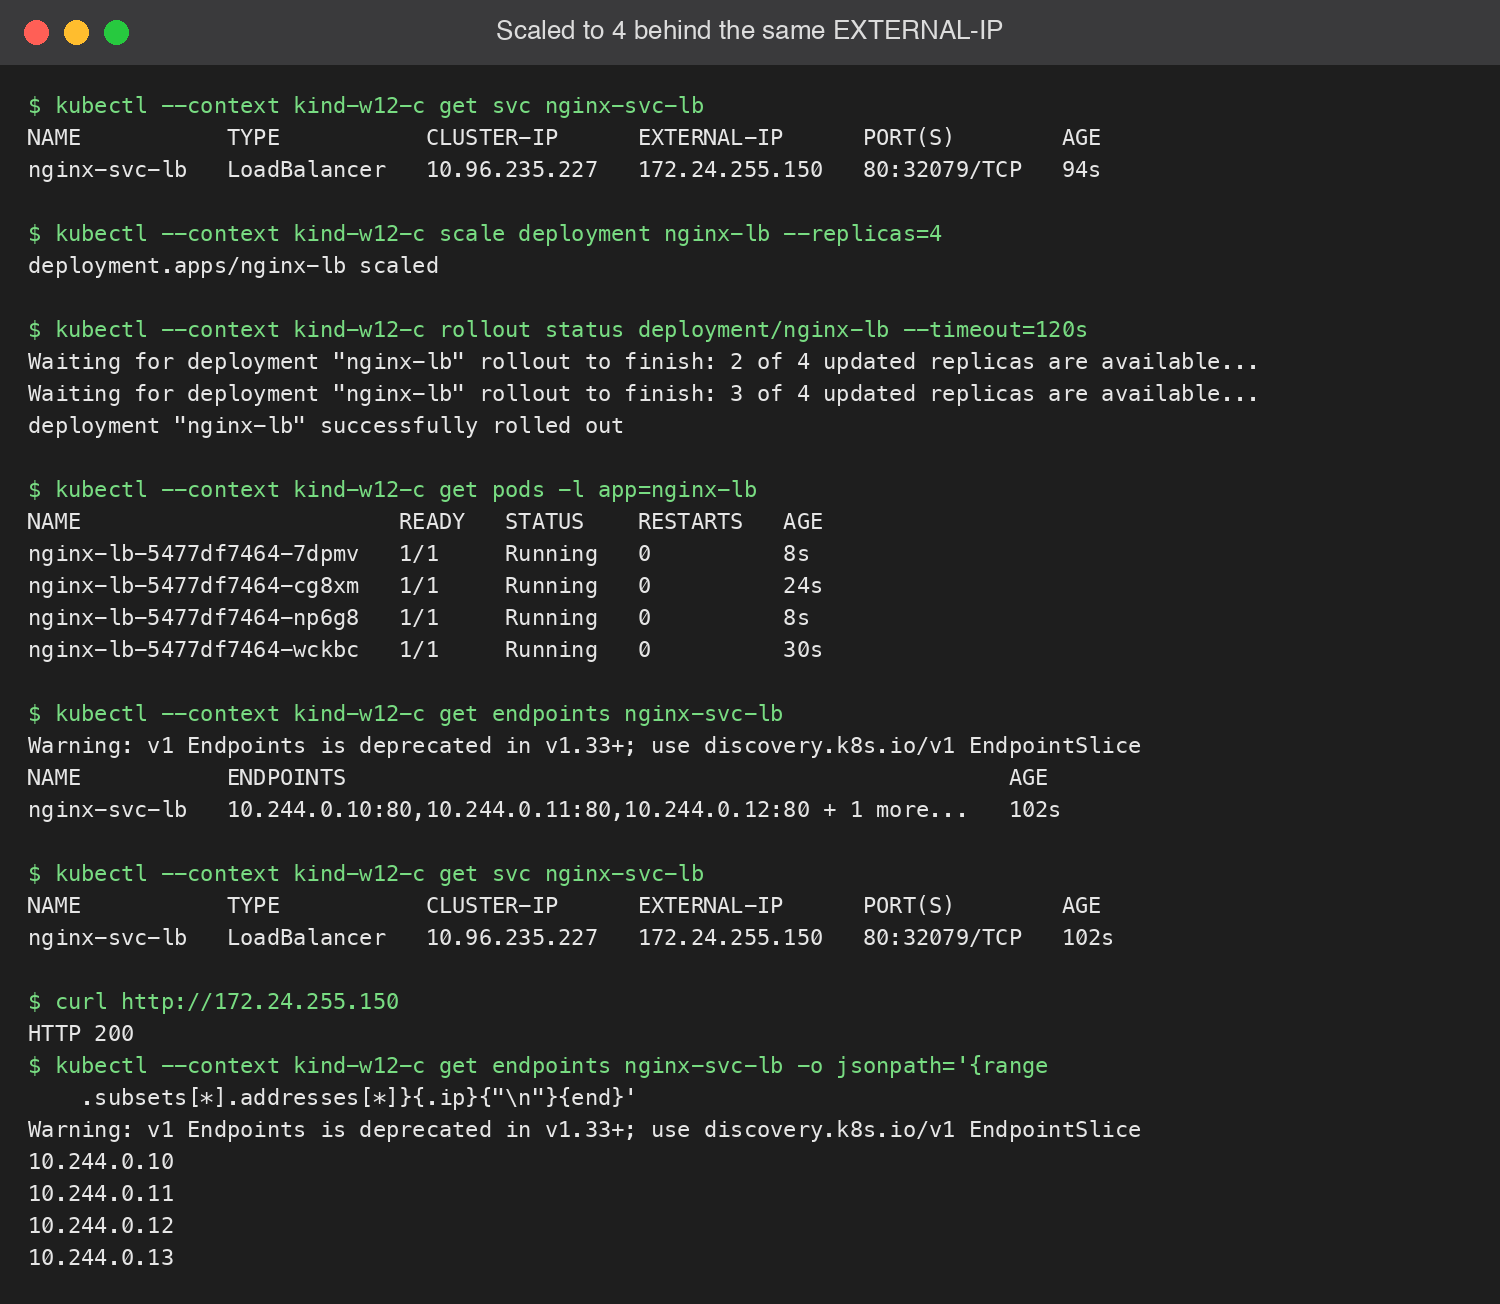 Scaled to 4 behind the same EXTERNAL-IP
$ kubectl --context kind-w12-c get svc nginx-svc-lb
NAME           TYPE           CLUSTER-IP      EXTERNAL-IP      PORT(S)        AGE
nginx-svc-lb   LoadBalancer   10.96.235.227   172.24.255.150   80:32079/TCP   94s
$ kubectl --context kind-w12-c scale deployment nginx-lb --replicas=4
deployment.apps/nginx-lb scaled
$ kubectl --context kind-w12-c rollout status deployment/nginx-lb --timeout=120s
Waiting for deployment "nginx-lb" rollout to finish: 2 of 4 updated replicas are available...
Waiting for deployment "nginx-lb" rollout to finish: 3 of 4 updated replicas are available...
deployment "nginx-lb" successfully rolled out
$ kubectl --context kind-w12-c get pods -l app=nginx-lb
NAME                        READY   STATUS    RESTARTS   AGE
nginx-lb-5477df7464-7dpmv   1/1     Running   0          8s
nginx-lb-5477df7464-cg8xm   1/1     Running   0          24s
nginx-lb-5477df7464-np6g8   1/1     Running   0          8s
nginx-lb-5477df7464-wckbc   1/1     Running   0          30s
$ kubectl --context kind-w12-c get endpoints nginx-svc-lb
Warning: v1 Endpoints is deprecated in v1.33+; use discovery.k8s.io/v1 EndpointSlice
NAME           ENDPOINTS                                                  AGE
nginx-svc-lb   10.244.0.10:80,10.244.0.11:80,10.244.0.12:80 + 1 more...   102s
$ kubectl --context kind-w12-c get svc nginx-svc-lb
NAME           TYPE           CLUSTER-IP      EXTERNAL-IP      PORT(S)        AGE
nginx-svc-lb   LoadBalancer   10.96.235.227   172.24.255.150   80:32079/TCP   102s
$ curl http://172.24.255.150
HTTP 200
$ kubectl --context kind-w12-c get endpoints nginx-svc-lb -o jsonpath='{range
    .subsets[*].addresses[*]}{.ip}{"\n"}{end}'
Warning: v1 Endpoints is deprecated in v1.33+; use discovery.k8s.io/v1 EndpointSlice
10.244.0.10
10.244.0.11
10.244.0.12
10.244.0.13